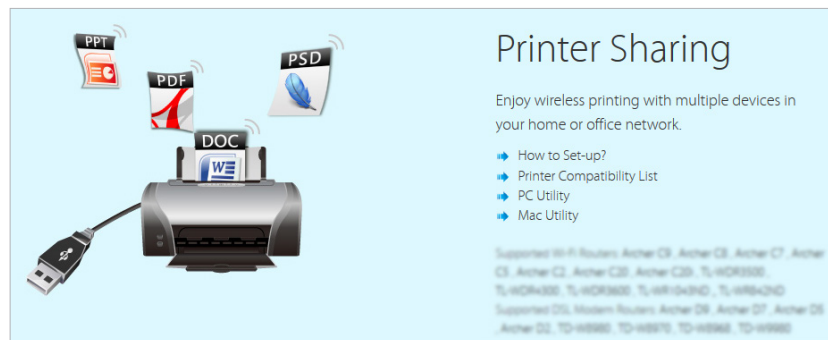 PPT
PDF
PSD
DOC
W
Printer Sharing
Enjoy wireless printing with multiple devices in
your home or office network.
How to Set-up?
Printer Compatibility List
PC Utility
Mac Utility
Supported Wi-Fi Routers: Archer C9 , Archer C8 , Archer C7 , Archer
C5 , Archer C2 , Archer C20 , Archer C20i , TL-WDR3500 ,
TL-WDR4300 , TL-WDR3600 , TL-WR1043ND , TL-WR842ND
Supported DSL Modem Routers: Archer D9 , Archer D7 , Archer D5
, Archer D2 , TD-W8980 , TD-W8970 , TD-W8968 , TD-W9980